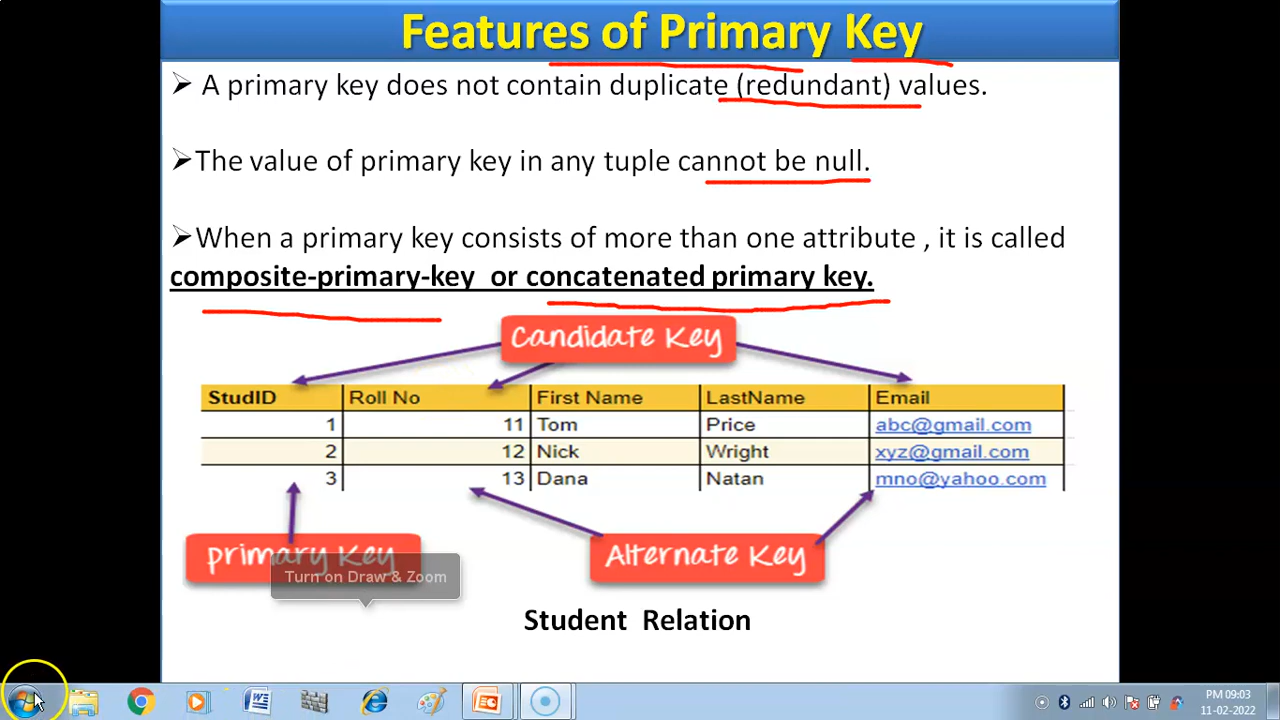 Features of Primary Key
➢ A primary key does not contain duplicate (redundant) values.
➢The value of primary key in any tuple cannot be null.
➢When a primary key consists of more than one attribute , it is called
composite-primary-key or concatenated primary key.
Candidate Key
StudID Roll No First Name LastName Email
1 11 Tom Price abc@gmail.com
2 12 Nick Wright xyz@gmail.com
3 13 Dana Natan mno@yahoo.com
primary Key Alternate Key
Turn on Draw & Zoom
Student Relation
PM 09:03
11-02-2022